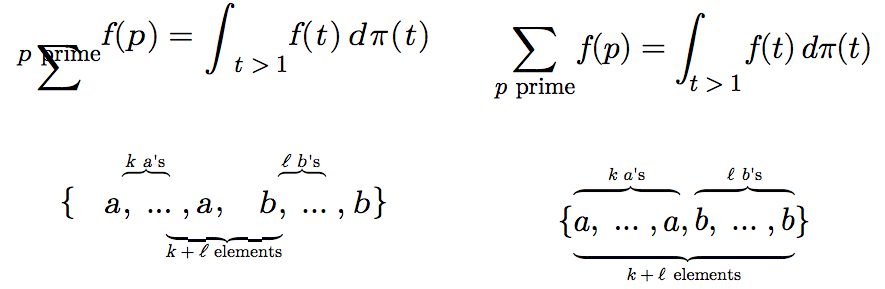 ∑ p prime f(p) = ∫ t > 1 f(t) dπ(t)
∑ p prime f(p) = ∫ t > 1 f(t) dπ(t)
k a's ℓ b's
{ a, ... , a, b, ... , b}
k + ℓ elements
k a's ℓ b's
{a, ... , a, b, ... , b}
k + ℓ elements